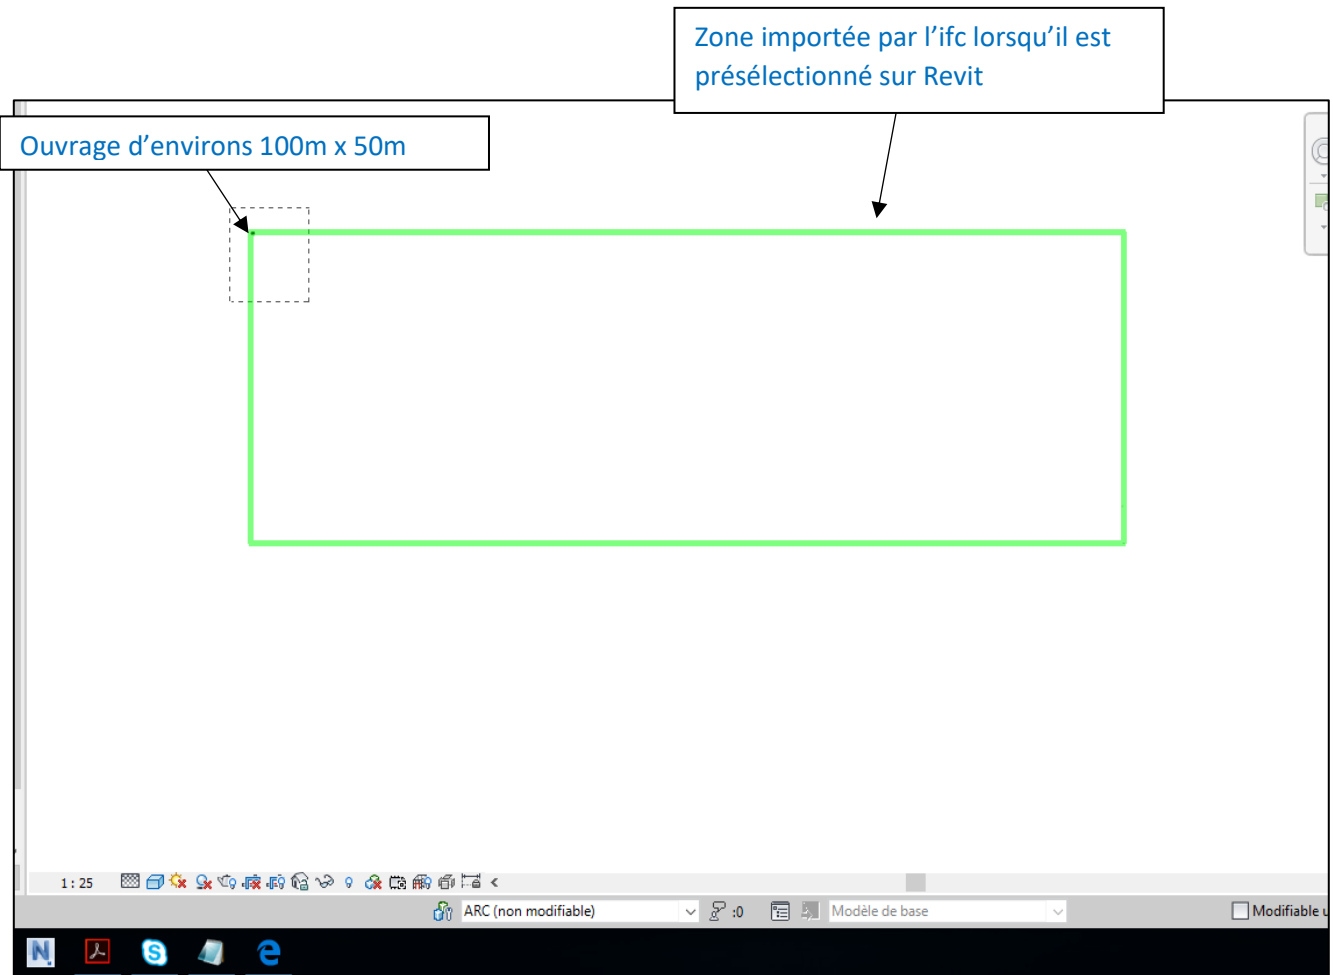 Zone importée par l’ifc lorsqu’il est
présélectionné sur Revit
Ouvrage d’environs 100m x 50m
1 : 25
ARC (non modifiable)
:0
Modèle de base
Modifiable